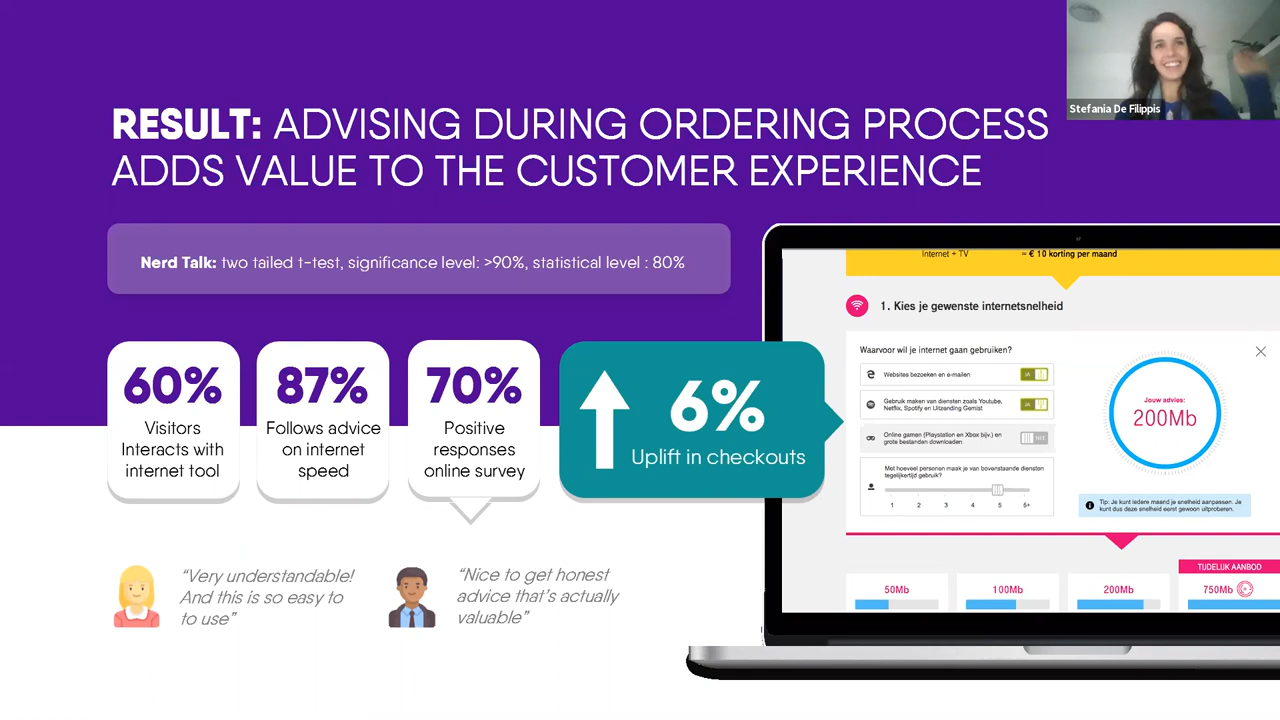 Stefania De Filippis
RESULT: ADVISING DURING ORDERING PROCESS
ADDS VALUE TO THE CUSTOMER EXPERIENCE
Nerd Talk: two tailed t-test, significance level: >90%, statistical level : 80%
60%
Visitors
Interacts with
internet tool
87%
Follows advice
on internet
speed
70%
Positive
responses
online survey
6%
Uplift in checkouts
“Very understandable!
And this is so easy to
to use”
“Nice to get honest
advice that’s actually
valuable”
Internet + TV
= € 10 korting per maand
1. Kies je gewenste internetsnelheid
Waarvoor wil je internet gaan gebruiken?
Websites bezoeken en e-mailen
JA
Gebruik maken van diensten zoals Youtube,
Netflix, Spotify en Uitzending Gemist
JA
Online gamen (Playstation en Xbox bijv.) en
grote bestanden downloaden
NEE
Met hoeveel personen maak je van bovenstaande diensten
tegelijkertijd gebruik?
1 2 3 4 5 6+
Jouw advies:
200Mb
Tip: Je kunt iedere maand je snelheid aanpassen. Je
kunt dus deze snelheid eerst gewoon uitproberen.
TIJDELIJK AANBOD
50Mb
100Mb
200Mb
750Mb